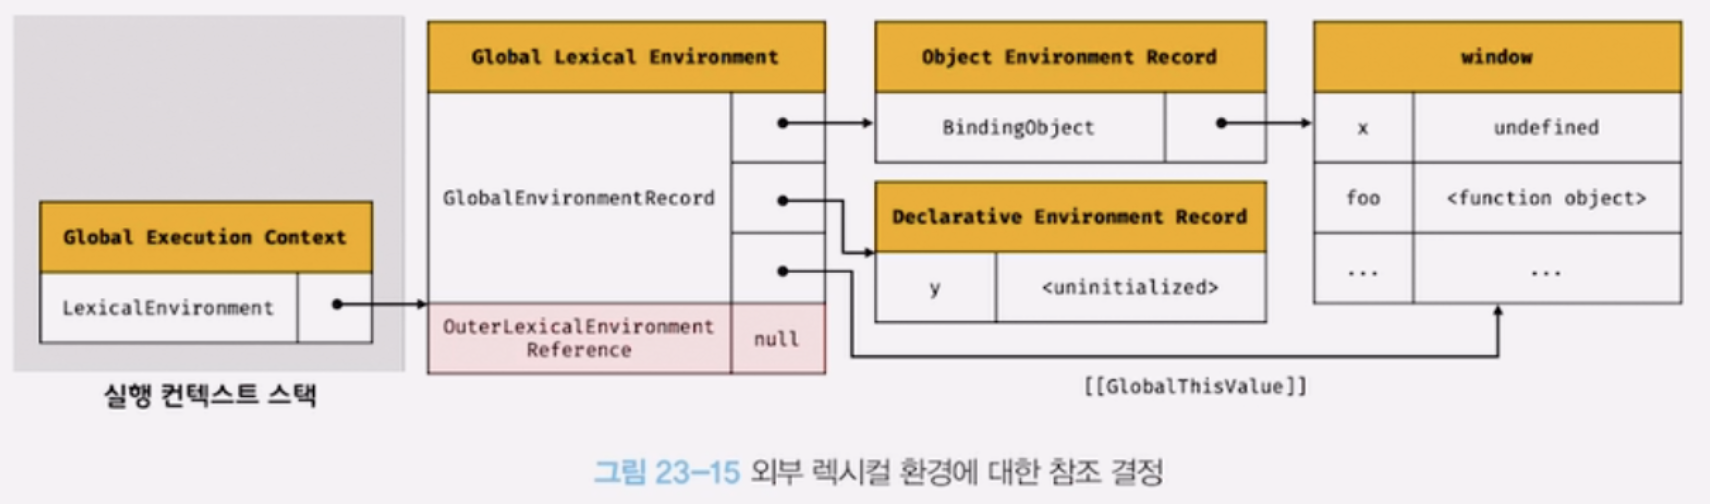 Global Execution Context
LexicalEnvironment
실행 컨텍스트 스택
Global Lexical Environment
GlobalEnvironmentRecord
OuterLexicalEnvironment
Reference
null
Object Environment Record
BindingObject
Declarative Environment Record
y
<uninitialized>
window
x
undefined
foo
<function object>
...
...
[[GlobalThisValue]]
그림 23-15 외부 렉시컬 환경에 대한 참조 결정